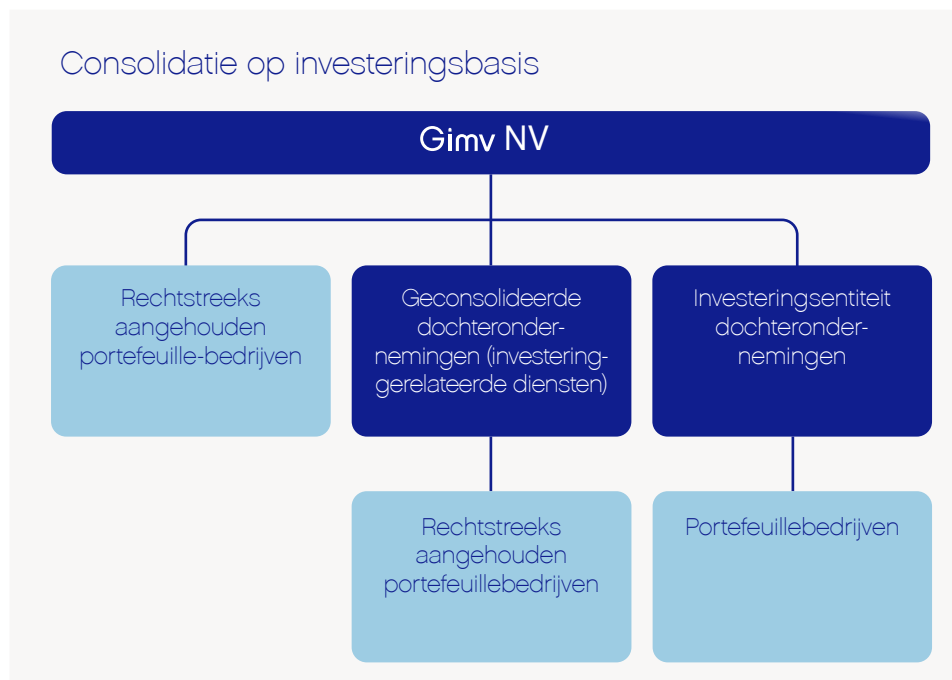 Consolidatie op investeringsbasis
Gimv NV
Rechtstreeks
aangehouden
portefeuille-bedrijven
Geconsolideerde
dochteronder-
nemingen (investering-
gerelateerde diensten)
Investeringsentiteit
dochteronder-
nemingen
Rechtstreeks
aangehouden
portefeuillebedrijven
Portefeuillebedrijven